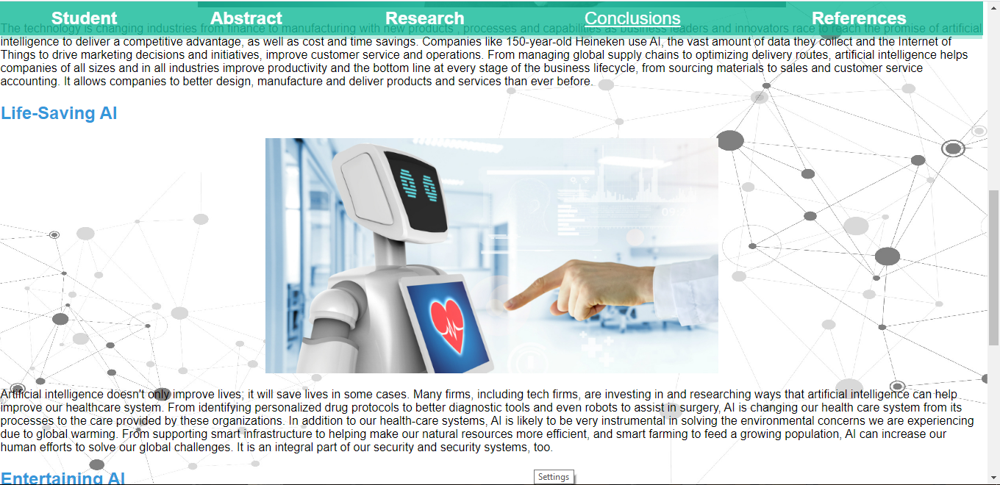 Student Abstract Research Conclusions References
The technology is changing industries from finance to manufacturing with new products , processes and capabilities as business leaders and innovators race to reach the promise of artificial
intelligence to deliver a competitive advantage, as well as cost and time savings. Companies like 150-year-old Heineken use AI, the vast amount of data they collect and the Internet of
Things to drive marketing decisions and initiatives, improve customer service and operations. From managing global supply chains to optimizing delivery routes, artificial intelligence helps
companies of all sizes and in all industries improve productivity and the bottom line at every stage of the business lifecycle, from sourcing materials to sales and customer service
accounting. It allows companies to better design, manufacture and deliver products and services than ever before.
Life-Saving AI
09:2
Artificial intelligence doesn't only improve lives; it will save lives in some cases. Many firms, including tech firms, are investing in and researching ways that artificial intelligence can help
improve our healthcare system. From identifying personalized drug protocols to better diagnostic tools and even robots to assist in surgery, AI is changing our health care system from its
processes to the care provided by these organizations. In addition to our health-care systems, AI is likely to be very instrumental in solving the environmental concerns we are experiencing
due to global warming. From supporting smart infrastructure to helping make our natural resources more efficient, and smart farming to feed a growing population, AI can increase our
human efforts to solve our global challenges. It is an integral part of our security and security systems, too.
Entertaining AI
Settings